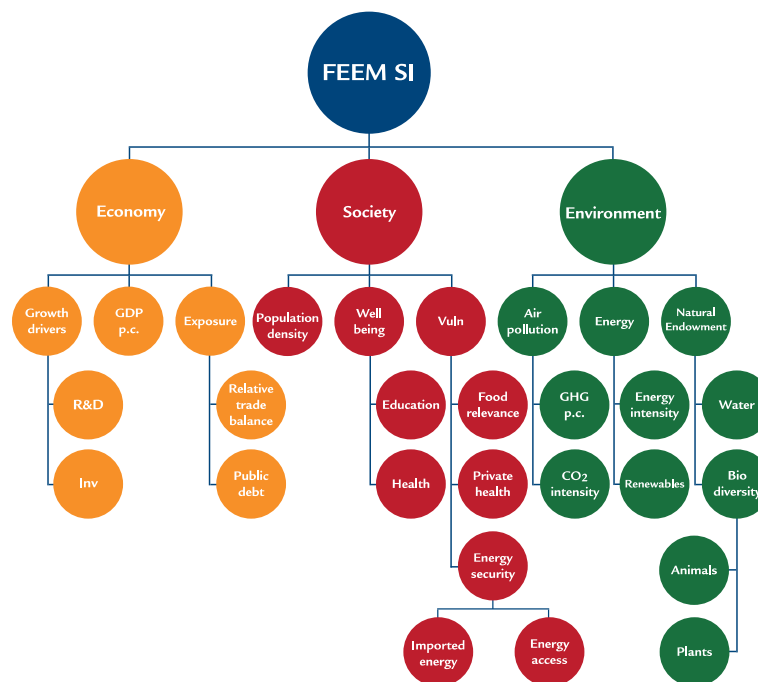 FEEM SI
Economy
Society
Environment
Growth
drivers
GDP
p.c.
Exposure
Population
density
Well
being
Vuln
Air
pollution
Energy
Natural
Endowment
R&D
Relative
trade
balance
Education
Food
relevance
GHG
p.c.
Energy
intensity
Water
Inv
Public
debt
Health
Private
health
CO2
intensity
Renewables
Bio
diversity
Energy
security
Animals
Imported
energy
Energy
access
Plants